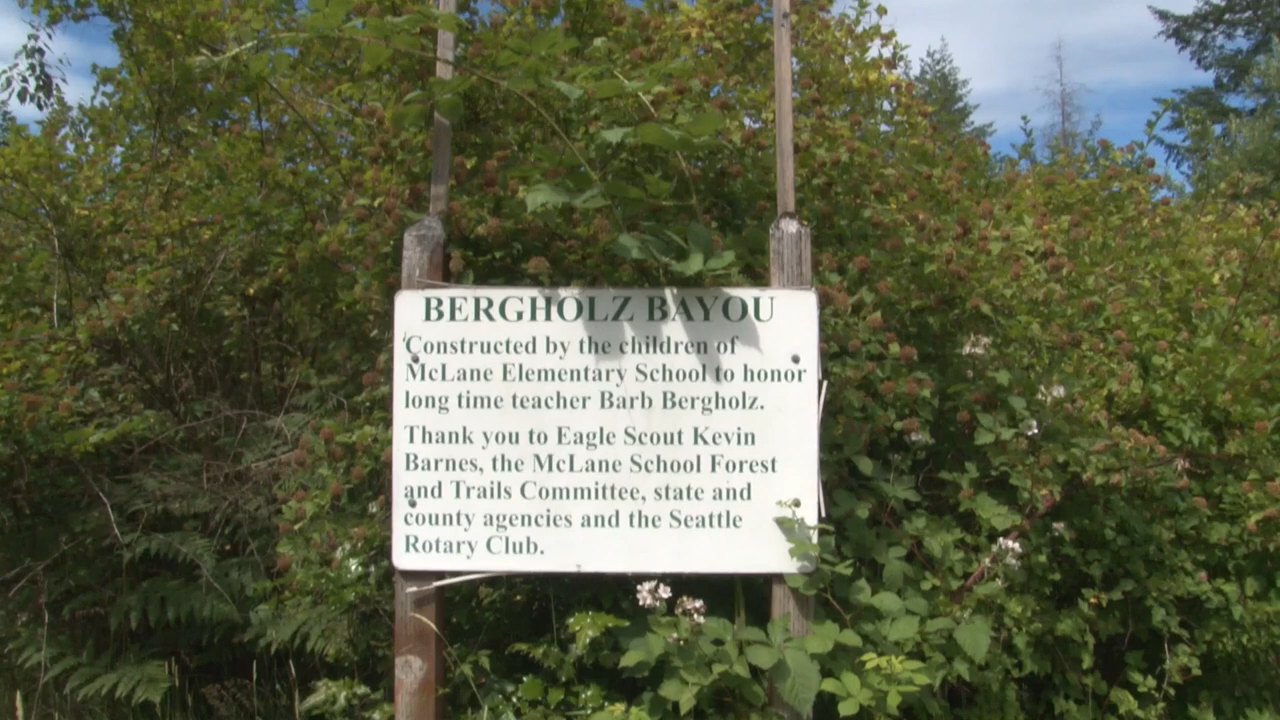 BERGHOLZ BAYOU
Constructed by the children of
McLane Elementary School to honor
long time teacher Barb Bergholz.
Thank you to Eagle Scout Kevin
Barnes, the McLane School Forest
and Trails Committee, state and
county agencies and the Seattle
Rotary Club.